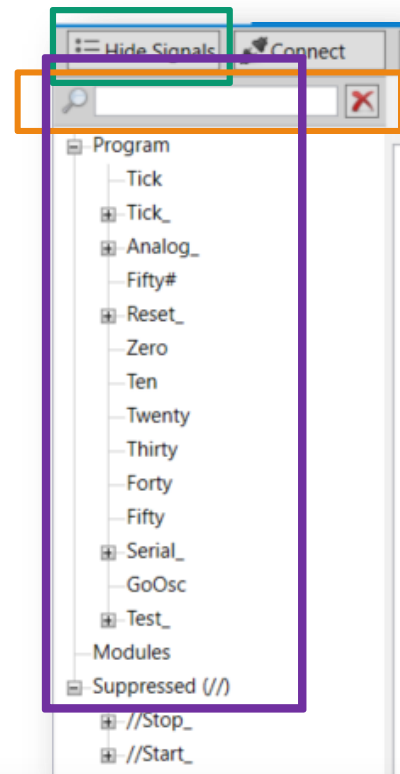 Hide Signals Connect
Program
Tick
Tick_
Analog_
Fifty#
Reset_
Zero
Ten
Twenty
Thirty
Forty
Fifty
Serial_
GoOsc
Test_
Modules
Suppressed (//)
//Stop_
//Start_